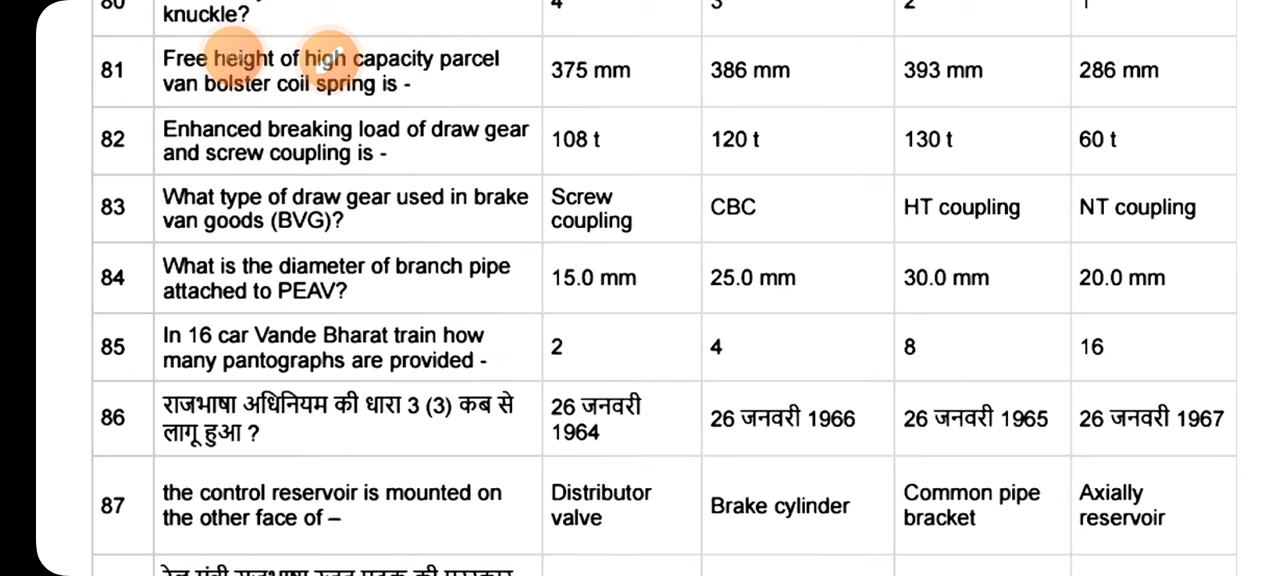 knuckle?
81 Free height of high capacity parcel van bolster coil spring is - 375 mm 386 mm 393 mm 286 mm
82 Enhanced breaking load of draw gear and screw coupling is - 108 t 120 t 130 t 60 t
83 What type of draw gear used in brake van goods (BVG)? Screw coupling CBC HT coupling NT coupling
84 What is the diameter of branch pipe attached to PEAV? 15.0 mm 25.0 mm 30.0 mm 20.0 mm
85 In 16 car Vande Bharat train how many pantographs are provided - 2 4 8 16
86 राजभाषा अधिनियम की धारा 3 (3) कब से लागू हुआ ? 26 जनवरी 1964 26 जनवरी 1966 26 जनवरी 1965 26 जनवरी 1967
87 the control reservoir is mounted on the other face of – Distributor valve Brake cylinder Common pipe bracket Axially reservoir